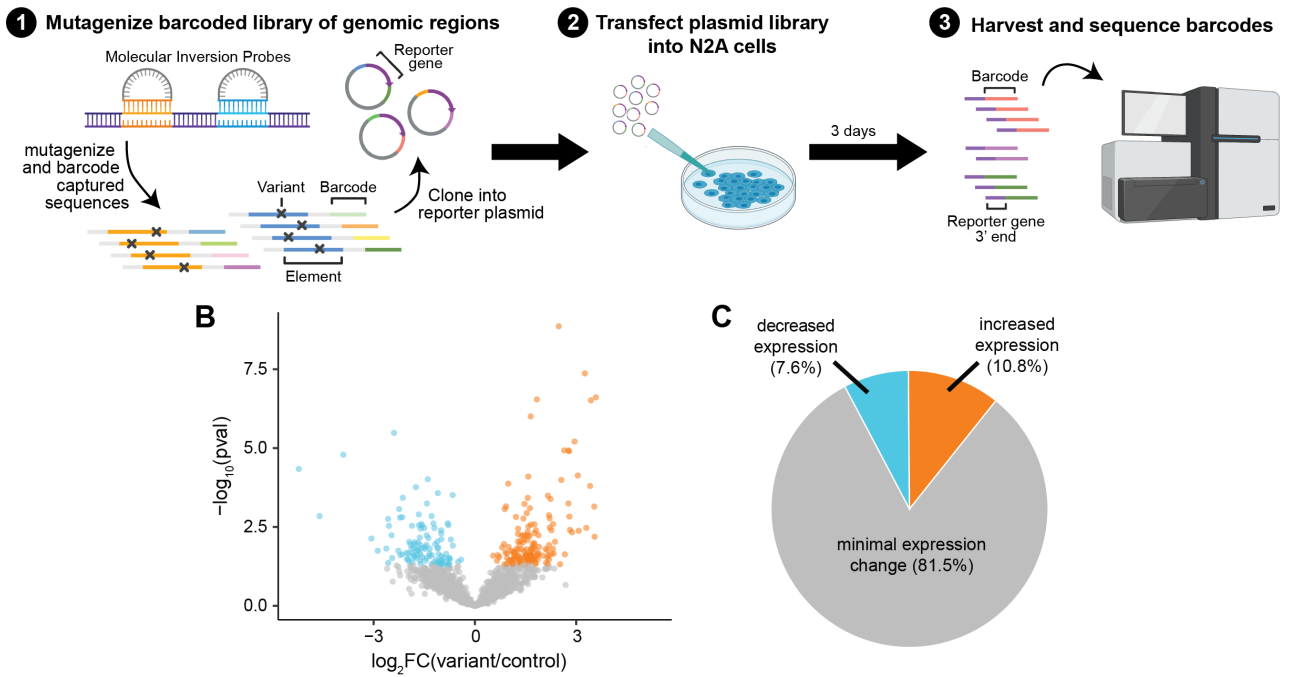 1 Mutagenize barcoded library of genomic regions
Molecular Inversion Probes
Reporter
gene
mutagenize
and barcode
captured
sequences
Variant
Barcode
Clone into
reporter plasmid
Element
2 Transfect plasmid library
into N2A cells
3 days
3 Harvest and sequence barcodes
Barcode
Reporter gene
3’ end
B
7.5
5.0
2.5
0.0
−log10(pval)
−3
0
3
log2FC(variant/control)
C
decreased
expression
(7.6%)
increased
expression
(10.8%)
minimal expression
change (81.5%)